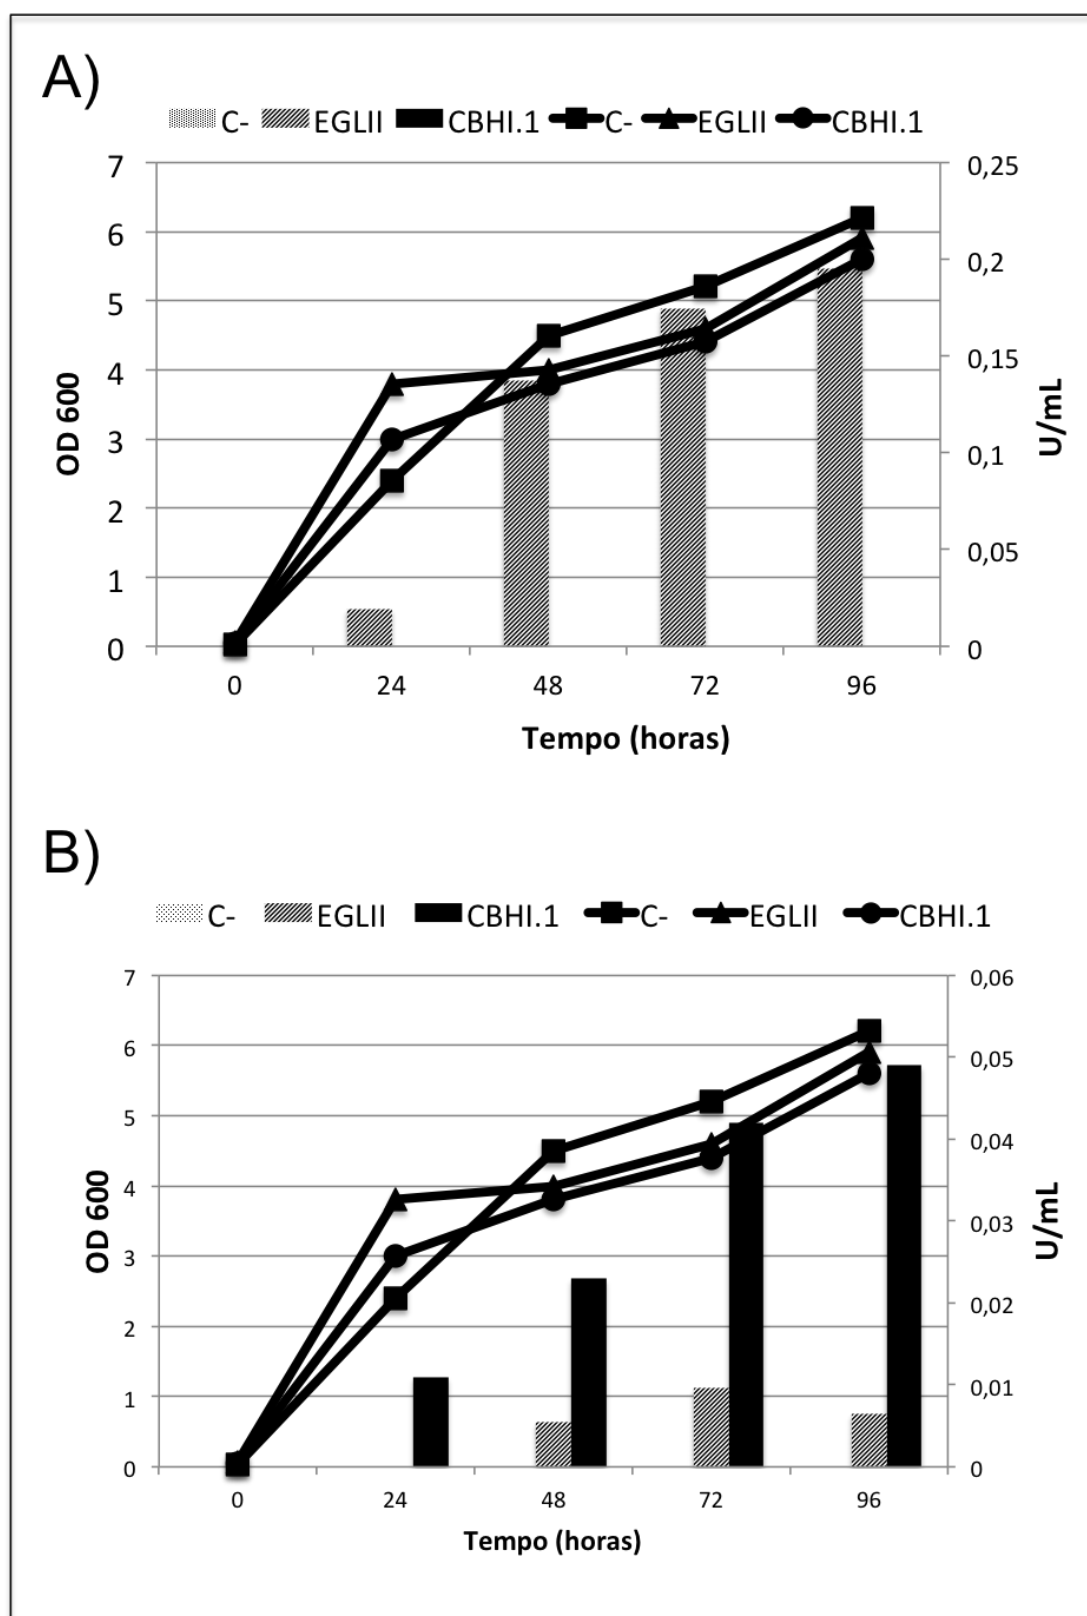 A)
C- EGLII CBHI.1 C- EGLII CBHI.1
7 0,25
6 0,2
5
4 0,15
3 0,1
2
1 0,05
0 0
OD 600
U/mL
0 24 48 72 96
Tempo (horas)
B)
C- EGLII CBHI.1 C- EGLII CBHI.1
7 0,06
6 0,05
5 0,04
4
3 0,03
2 0,02
1 0,01
0 0
OD 600
U/mL
0 24 48 72 96
Tempo (horas)